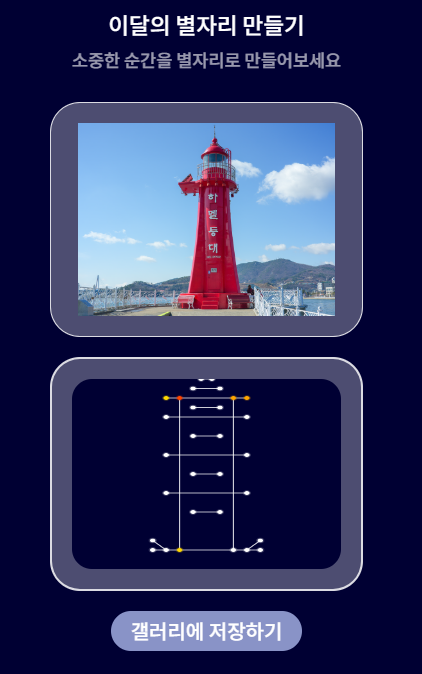 이달의 별자리 만들기
소중한 순간을 별자리로 만들어보세요
하
멜
등
대
갤러리에 저장하기